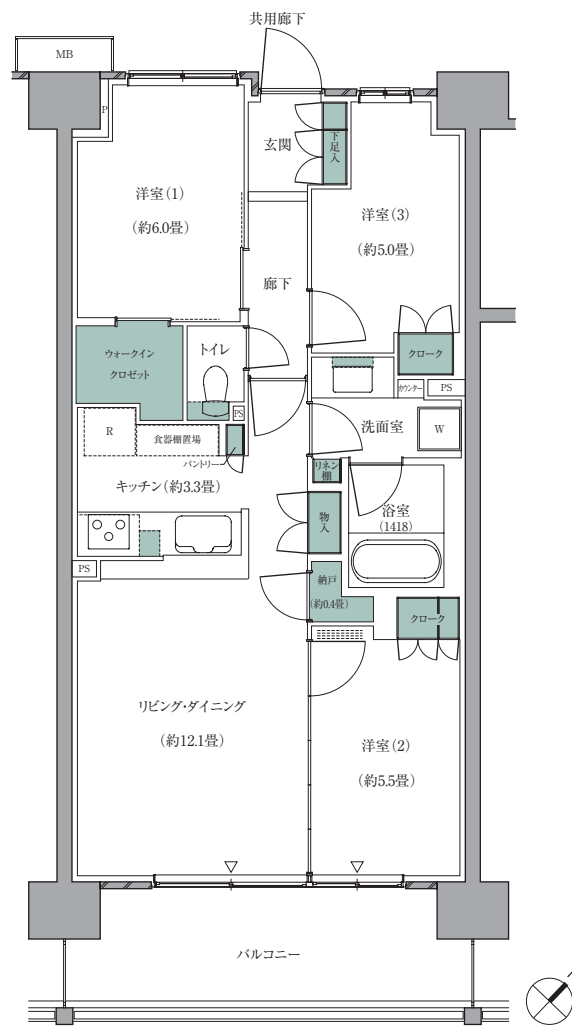 共用廊下
MB
P
玄関
下足入
洋室(1)
(約6.0畳)
洋室(3)
(約5.0畳)
廊下
ウォークイン
クロゼット
トイレ
クローク
カウンター
PS
PS
R
食器棚置場
パントリー
洗面室
W
キッチン(約3.3畳)
リネン
棚
物入
浴室
(1418)
PS
納戸
(約0.4畳)
クローク
リビング・ダイニング
(約12.1畳)
洋室(2)
(約5.5畳)
バルコニー